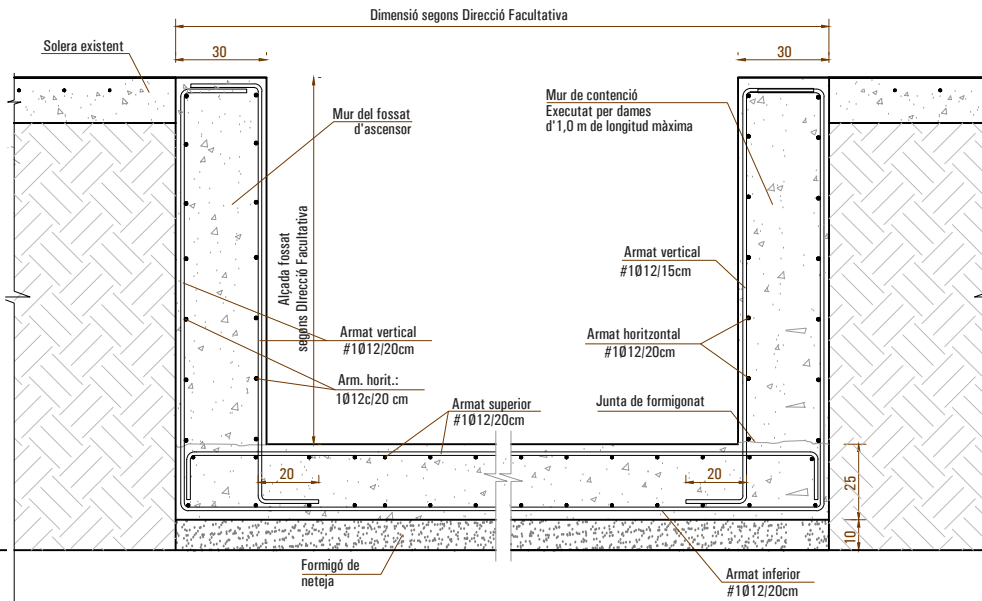 Dimensió segons Direcció Facultativa
Solera existent
30
30
Mur del fossat
d'ascensor
Mur de contenció
Executat per dames
d'1,0 m de longitud màxima
Alçada fossat
segons DIrecció Facultativa
Armat vertical
#1Ø12/15cm
Armat vertical
#1Ø12/20cm
Armat horitzontal
#1Ø12/20cm
Arm. horit.:
1Ø12c/20 cm
Armat superior
#1Ø12/20cm
Junta de formigonat
20
20
25
10
Formigó de
neteja
Armat inferior
#1Ø12/20cm